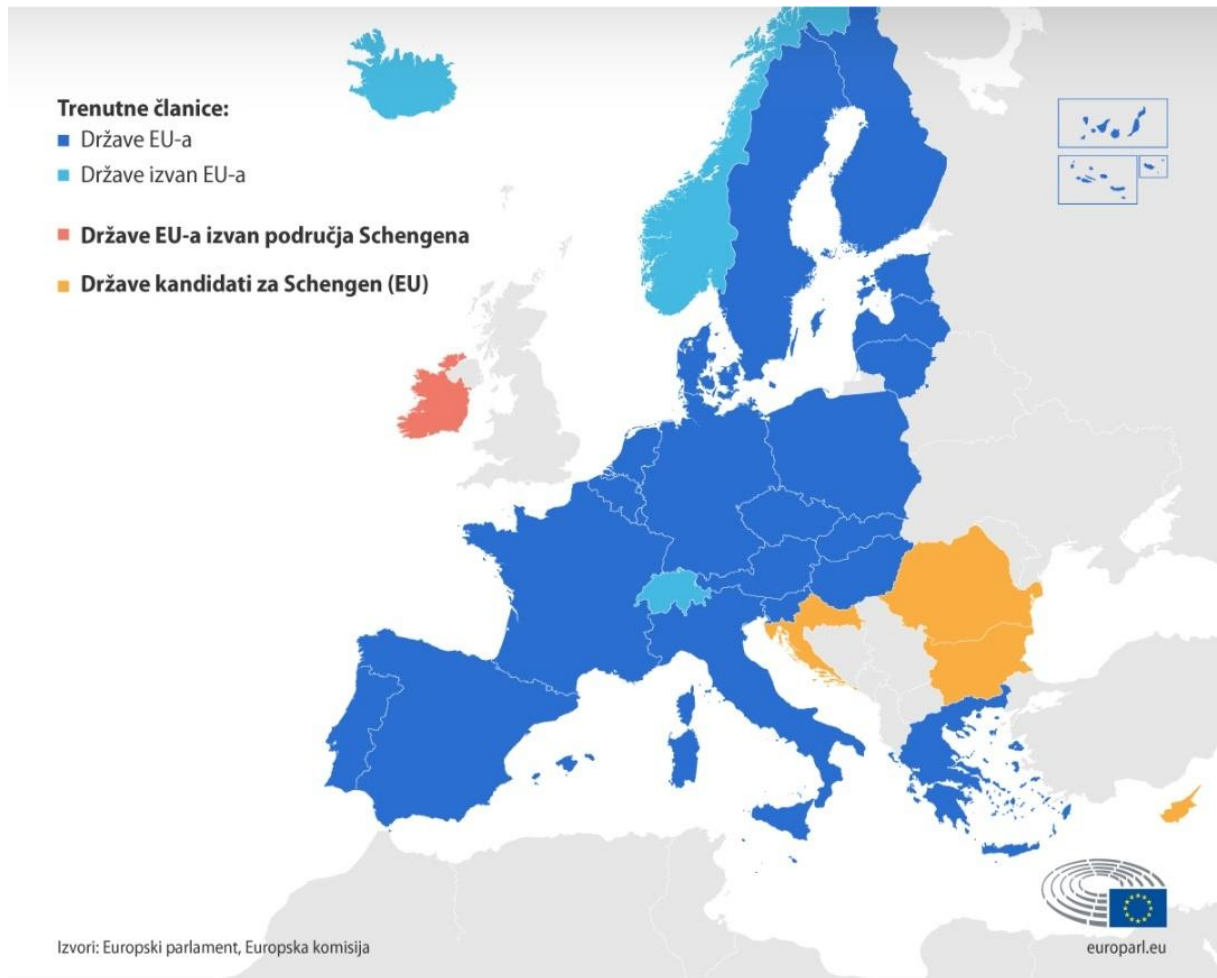 Trenutne članice:
Države EU-a
Države izvan EU-a
Države EU-a izvan područja Schengena
Države kandidati za Schengen (EU)
Izvori: Europski parlament, Europska komisija
europarl.eu